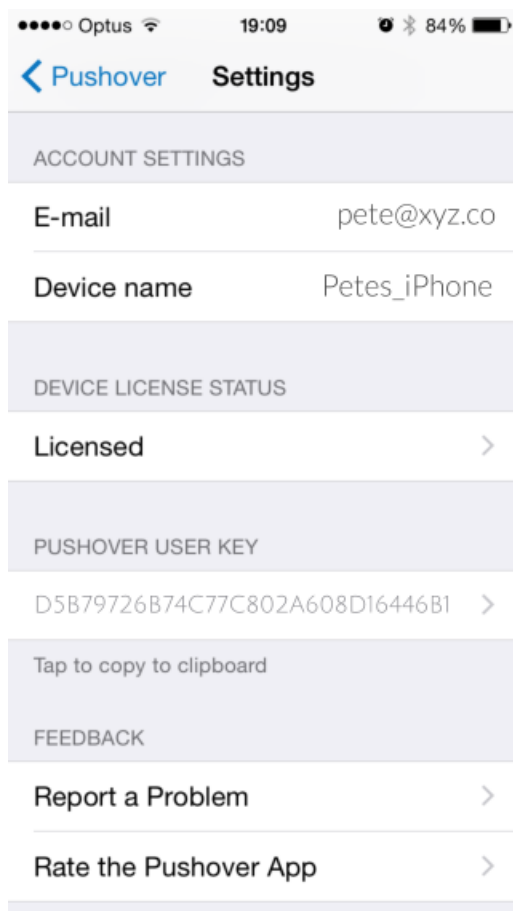 Optus 19:09 84%
Pushover Settings
ACCOUNT SETTINGS
E-mail pete@xyz.co
Device name Petes_iPhone
DEVICE LICENSE STATUS
Licensed
PUSHOVER USER KEY
D5B79726B74C77C802A608D16446B1
Tap to copy to clipboard
FEEDBACK
Report a Problem
Rate the Pushover App